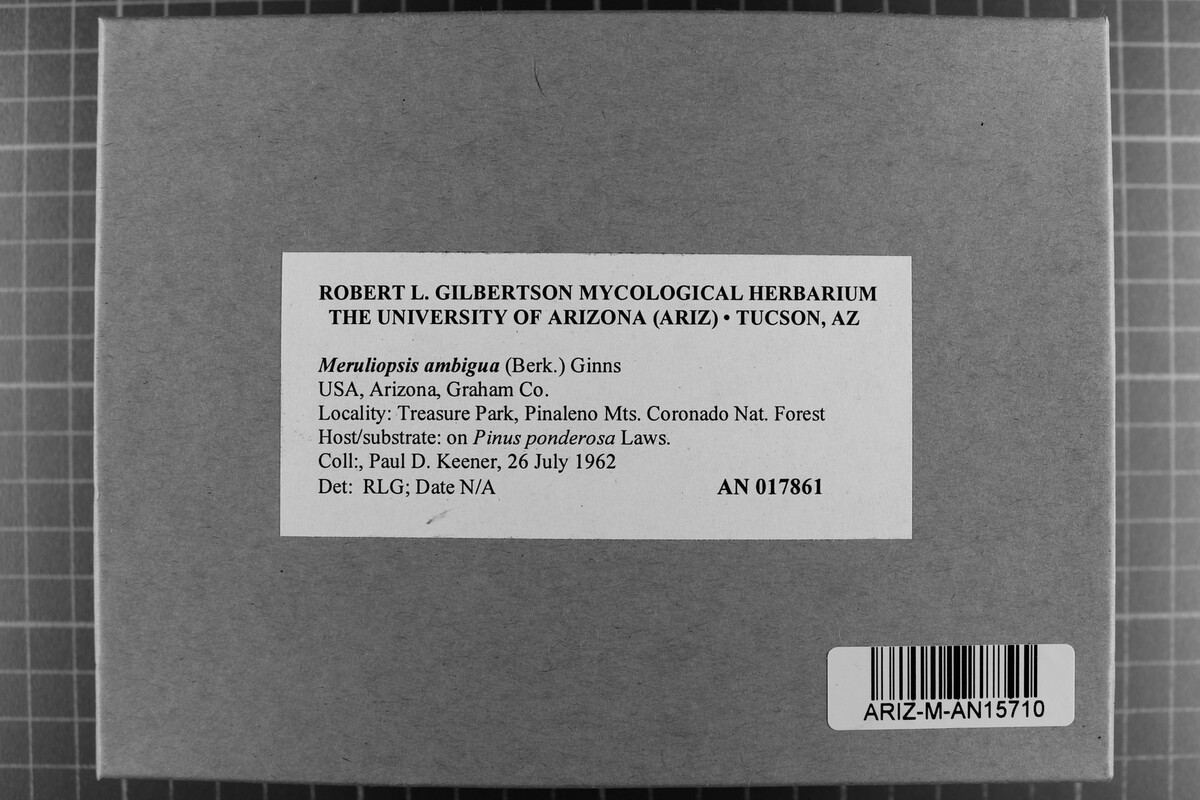 ROBERT L. GILBERTSON MYCOLOGICAL HERBARIUM
THE UNIVERSITY OF ARIZONA (ARIZ) • TUCSON, AZ
Meruliopsis ambigua (Berk.) Ginns
USA, Arizona, Graham Co.
Locality: Treasure Park, Pinaleno Mts. Coronado Nat. Forest
Host/substrate: on Pinus ponderosa Laws.
Coll:, Paul D. Keener, 26 July 1962
Det: RLG; Date N/A AN 017861
ARIZ-M-AN15710